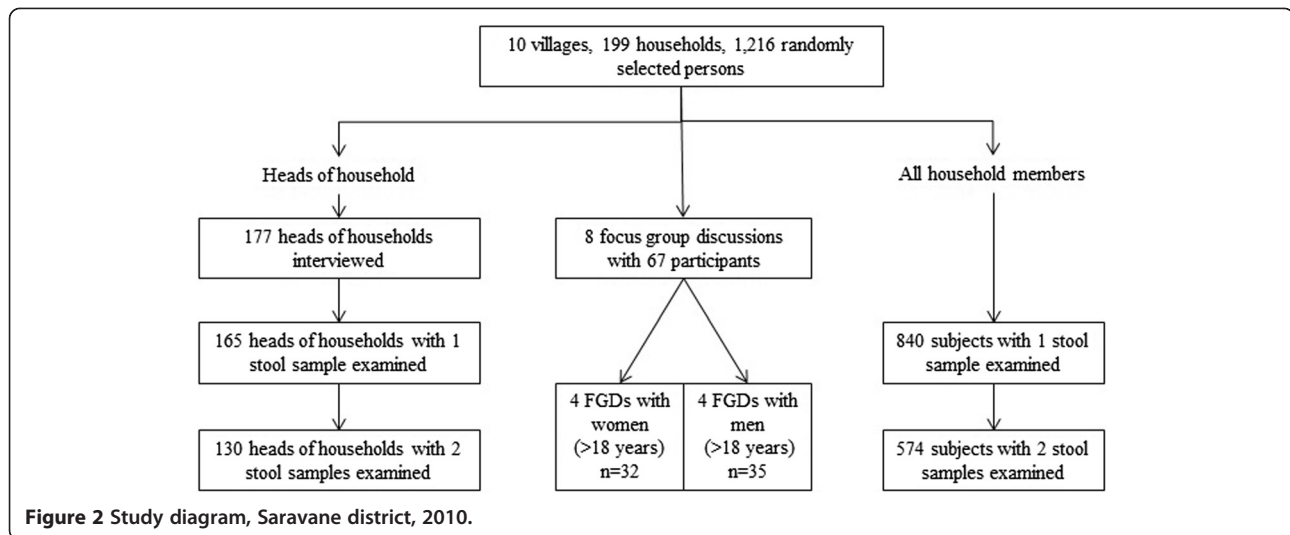 10 villages, 199 households, 1,216 randomly
selected persons
Heads of household
All household members
177 heads of households
interviewed
8 focus group discussions
with 67 participants
165 heads of households with 1
stool sample examined
840 subjects with 1 stool
sample examined
4 FGDs with
women
(>18 years)
n=32
4 FGDs with
men
(>18 years)
n=35
130 heads of households with 2
stool samples examined
574 subjects with 2 stool
samples examined
Figure 2 Study diagram, Saravane district, 2010.